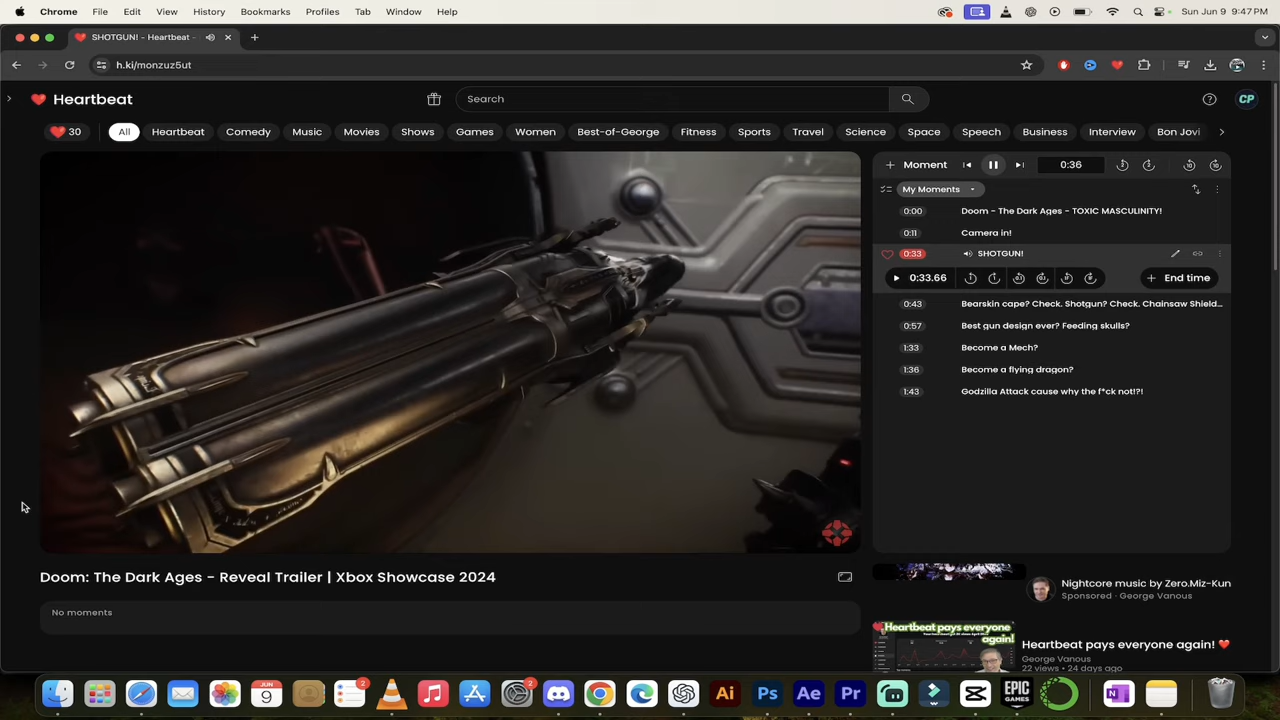 Chrome File Edit View History Bookmarks Profiles Tab Window Help Sun Jun 9 9:47 PM
SHOTGUN! - Heartbeat -
h.ki/monzuz5ut
Heartbeat Search CP
30 All Heartbeat Comedy Music Movies Shows Games Women Best-of-George Fitness Sports Travel Science Space Speech Business Interview Bon Jovi
Moment 0:36
My Moments
0:00 Doom - The Dark Ages - TOXIC MASCULINITY!
0:11 Camera in!
0:33 SHOTGUN!
0:33.66 End time
0:43 Bearskin cape? Check. Shotgun? Check. Chainsaw Shield...
0:57 Best gun design ever? Feeding skulls?
1:33 Become a Mech?
1:36 Become a flying dragon?
1:43 Godzilla Attack cause why the f*ck not!?!
Doom: The Dark Ages - Reveal Trailer | Xbox Showcase 2024
No moments
Nightcore music by Zero.Miz-Kun
Sponsored · George Vanous
Heartbeat pays everyone
again!
Heartbeat pays everyone again!
George Vanous
22 views • 24 days ago
JUN
9
2
2
Ai Ps Ae Pr EPIC
GAMES N